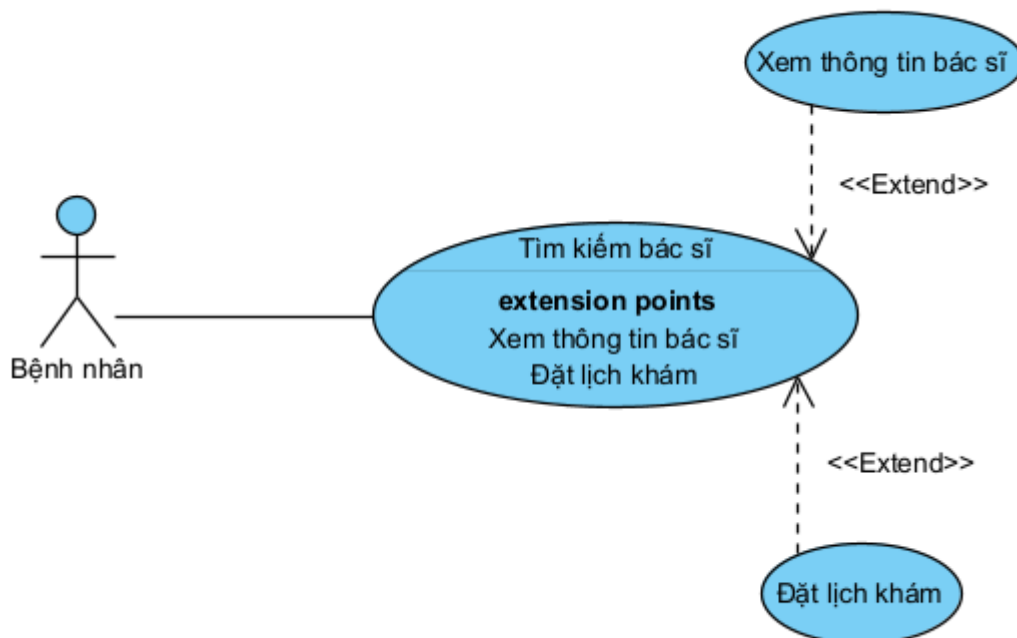 Xem thông tin bác sĩ
<<Extend>>
Tìm kiếm bác sĩ
extension points
Xem thông tin bác sĩ
Đặt lịch khám
Bệnh nhân
<<Extend>>
Đặt lịch khám